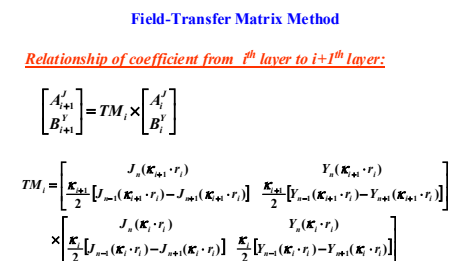 Field-Transfer Matrix Method
Relationship of coefficient from i^th layer to i+1^th layer:
[A^J_{i+1} B^Y_{i+1}] = TM_i × [A^J_i B^Y_i]
TM_i = [J_n(κ_{i+1}·r_i) Y_n(κ_{i+1}·r_i)
κ_{i+1}/2 [J_{n-1}(κ_{i+1}·r_i) − J_{n+1}(κ_{i+1}·r_i)] κ_{i+1}/2 [Y_{n-1}(κ_{i+1}·r_i) − Y_{n+1}(κ_{i+1}·r_i)]]
× [J_n(κ_i·r_i) Y_n(κ_i·r_i)
κ_i/2 [J_{n-1}(κ_i·r_i) − J_{n+1}(κ_i·r_i)] κ_i/2 [Y_{n-1}(κ_i·r_i) − Y_{n+1}(κ_i·r_i)]]